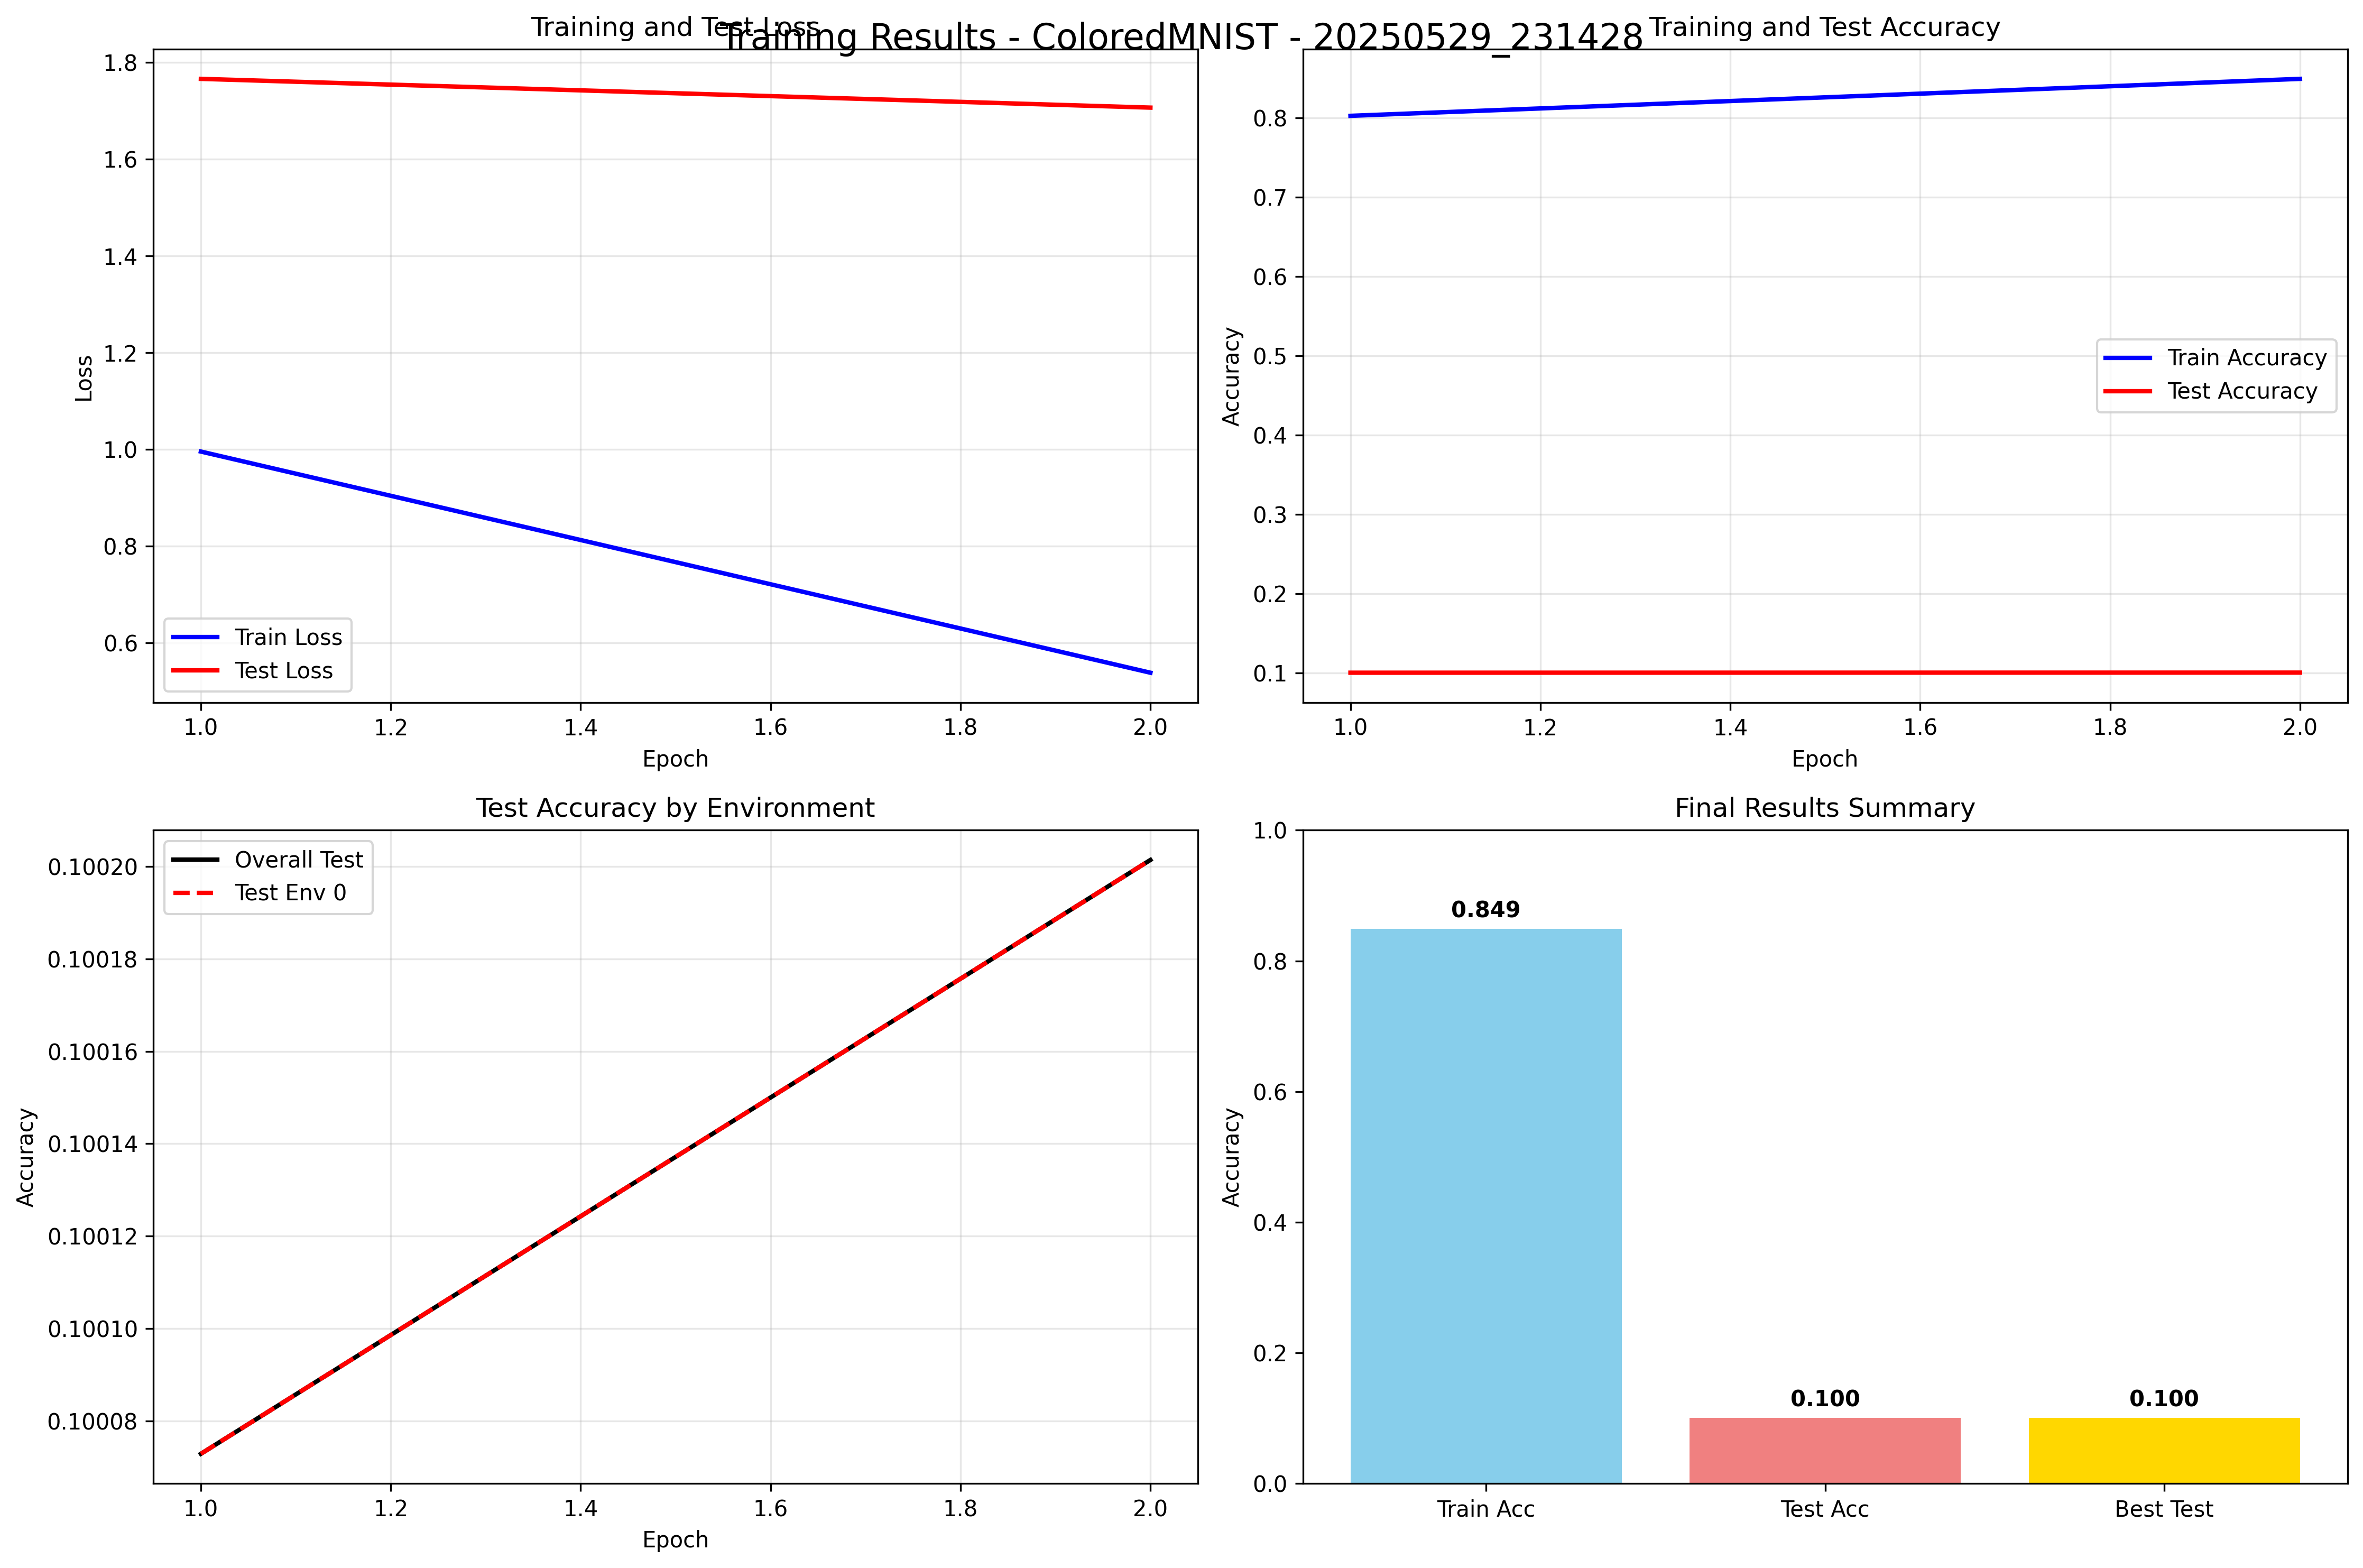 Training Results - ColoredMNIST - 20250529_231428
Training and Test Loss
1.8
1.6
1.4
1.2
1.0
0.8
0.6
Loss
Train Loss
Test Loss
1.0 1.2 1.4 1.6 1.8 2.0
Epoch
Training and Test Accuracy
0.8
0.7
0.6
0.5
0.4
0.3
0.2
0.1
Accuracy
Train Accuracy
Test Accuracy
1.0 1.2 1.4 1.6 1.8 2.0
Epoch
Test Accuracy by Environment
0.10020
0.10018
0.10016
0.10014
0.10012
0.10010
0.10008
Accuracy
Overall Test
Test Env 0
1.0 1.2 1.4 1.6 1.8 2.0
Epoch
Final Results Summary
1.0
0.8
0.6
0.4
0.2
0.0
Accuracy
0.849
0.100
0.100
Train Acc Test Acc Best Test